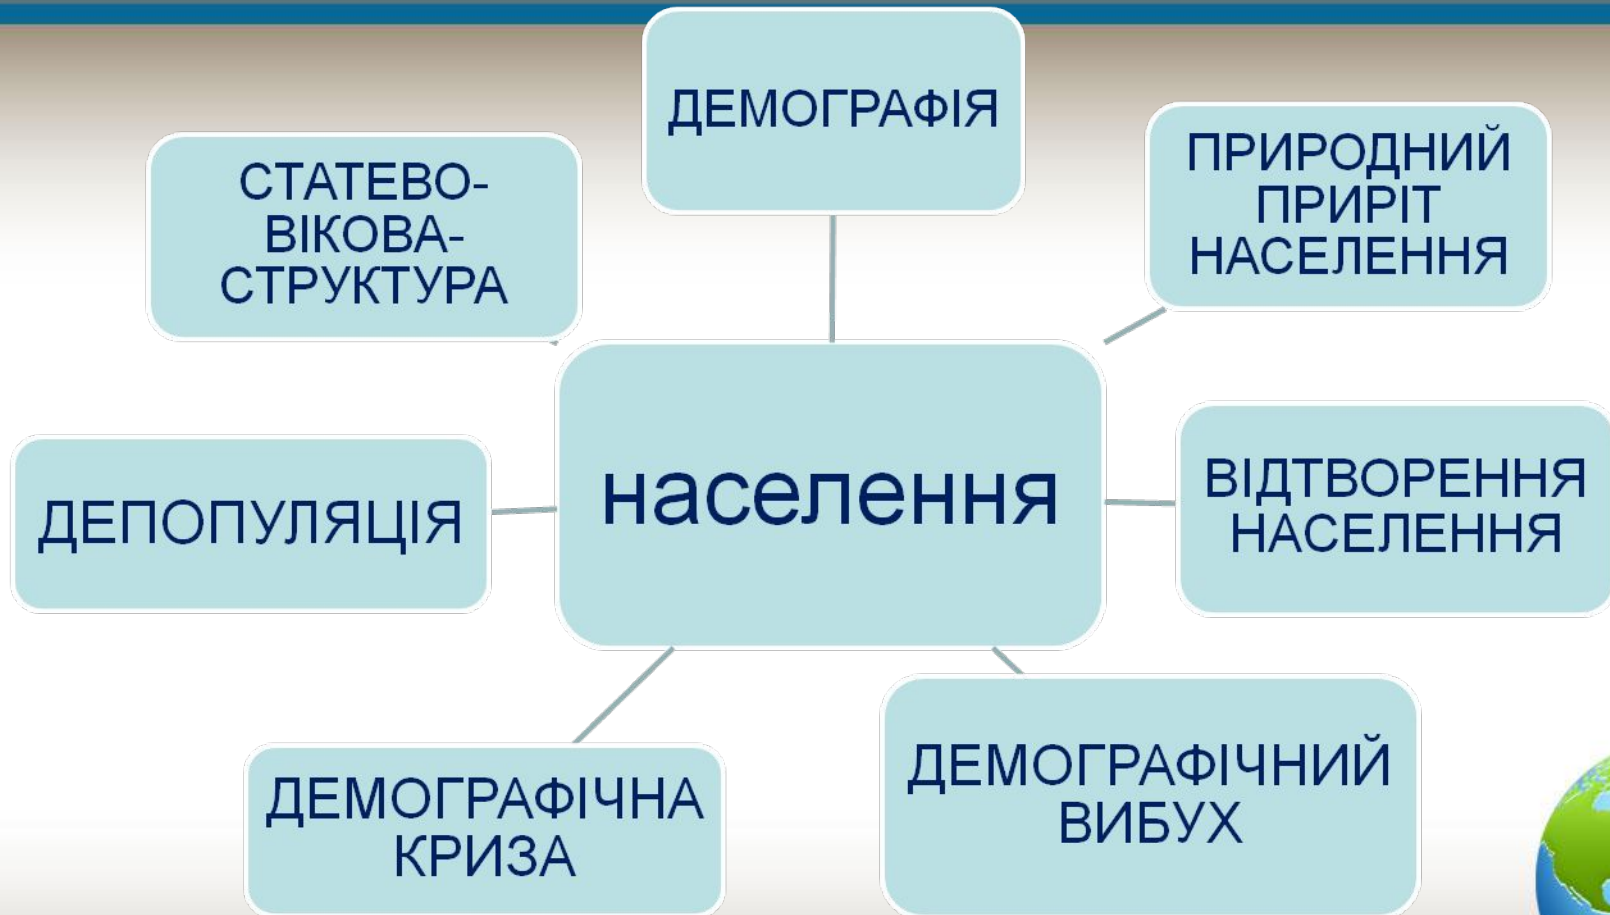 ДЕМОГРАФІЯ
СТАТЕВО-
ВІКОВА-
СТРУКТУРА
ПРИРОДНИЙ
ПРИРІТ
НАСЕЛЕННЯ
населення
ДЕПОПУЛЯЦІЯ
ВІДТВОРЕННЯ
НАСЕЛЕННЯ
ДЕМОГРАФІЧНА
КРИЗА
ДЕМОГРАФІЧНИЙ
ВИБУХ